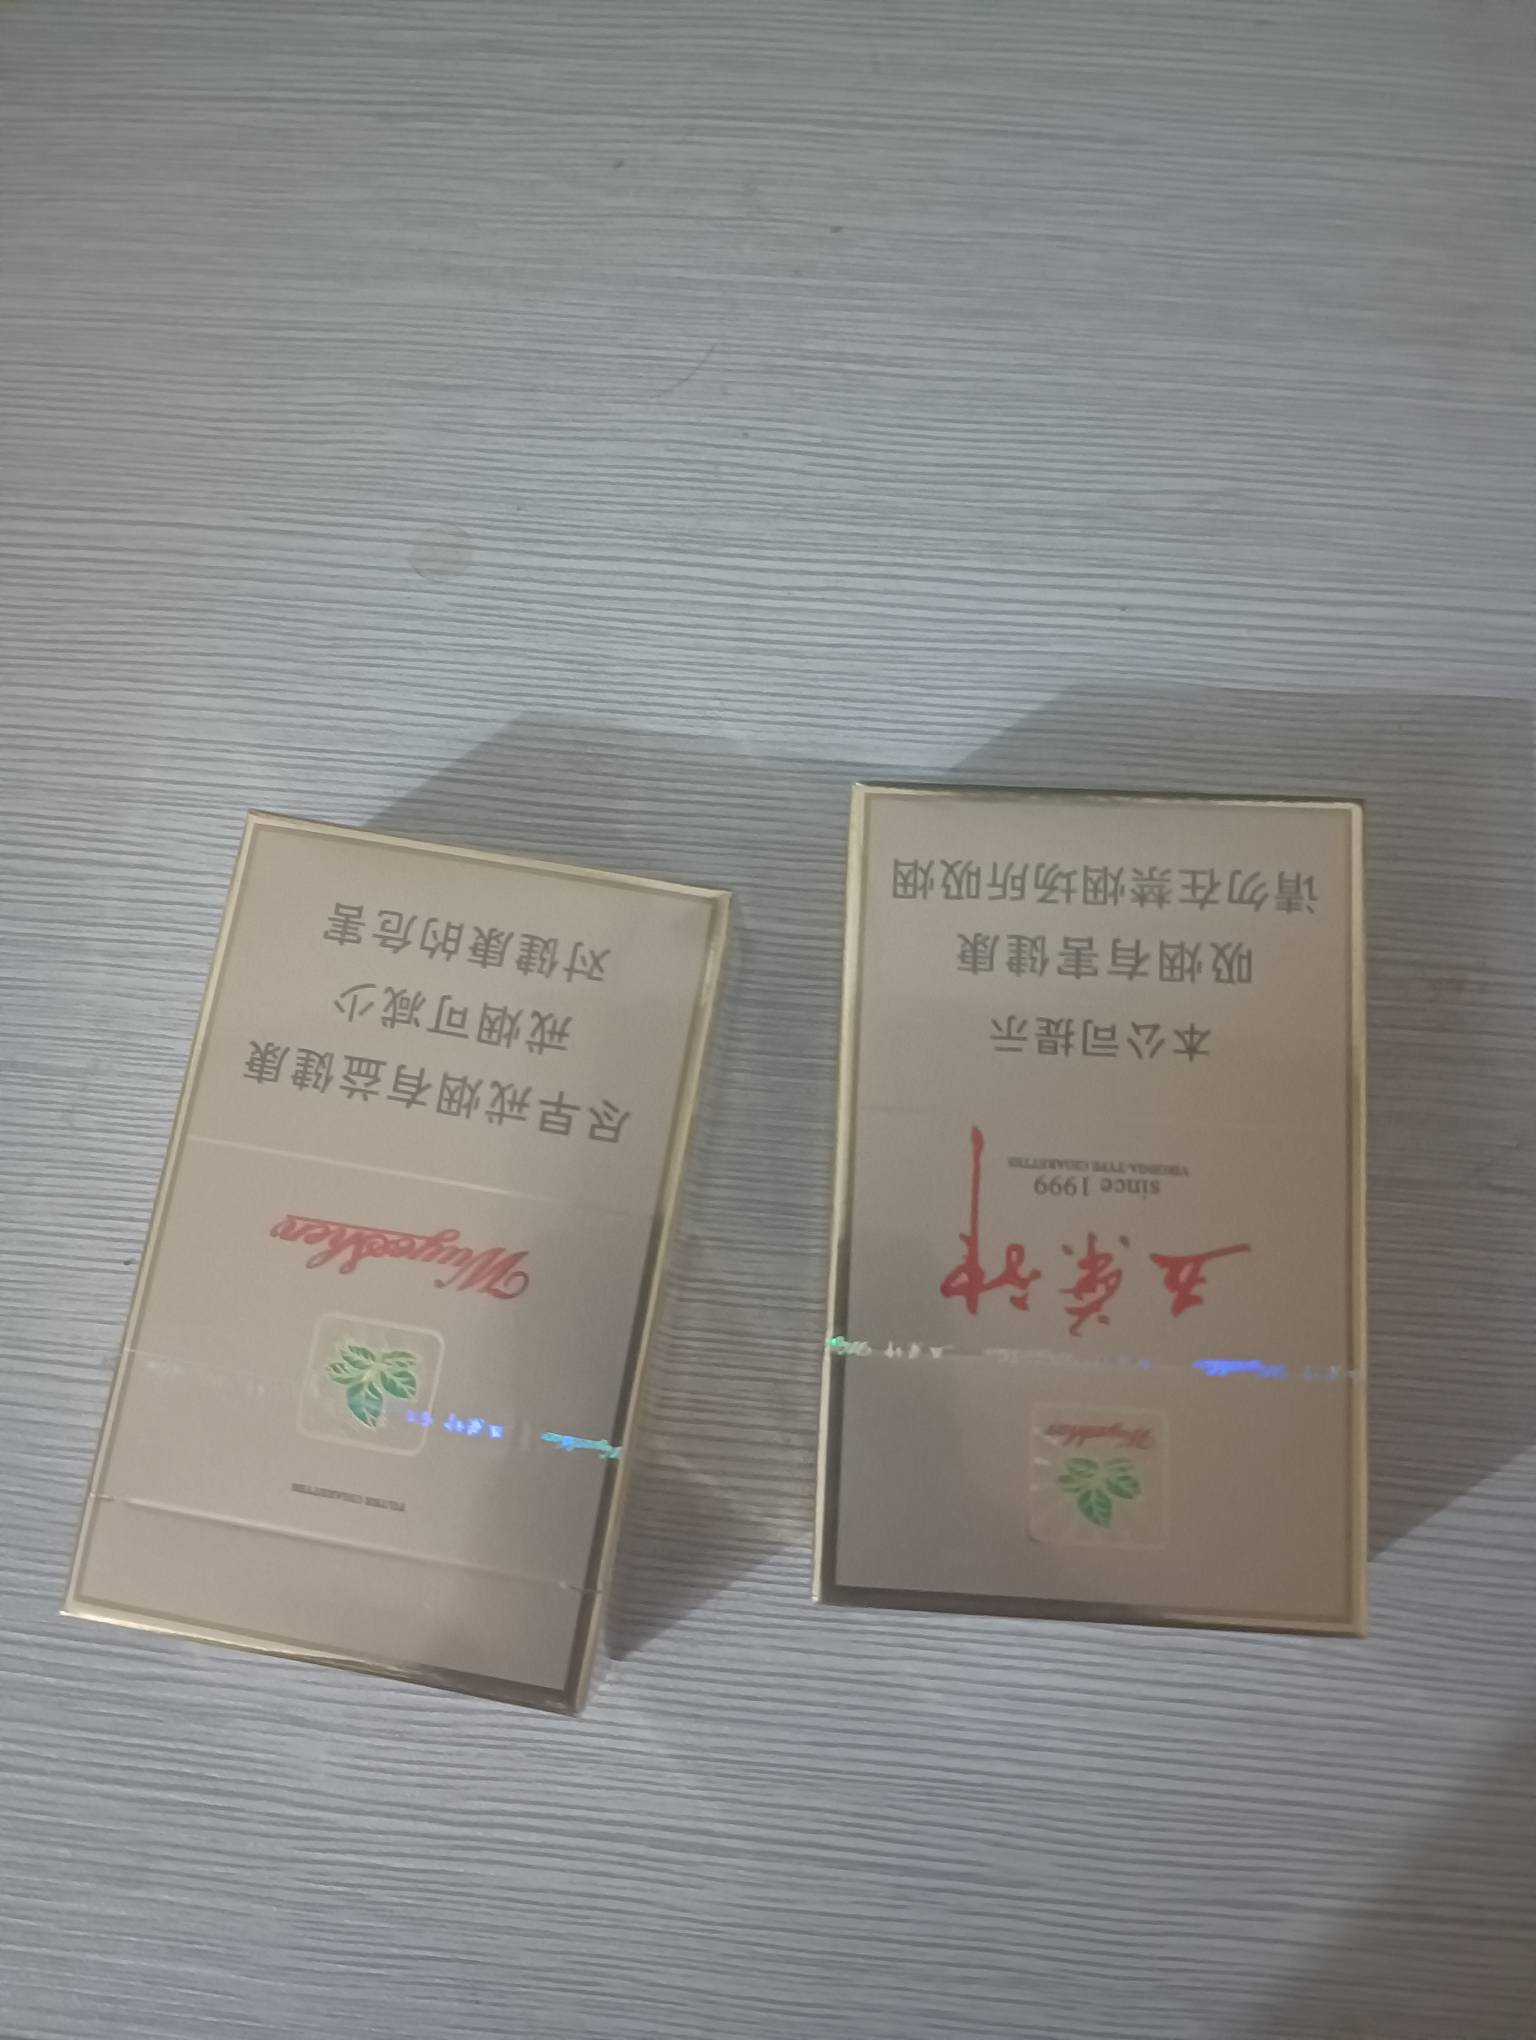 Wuyeshen
FILTER CIGARETTES
Wuyeshen
尽早戒烟有益健康
戒烟可减少
对健康的危害
Wuyeshen
五叶神
since 1999
VIRGINIA-TYPE CIGARETTES
本公司提示
吸烟有害健康
请勿在禁烟场所吸烟